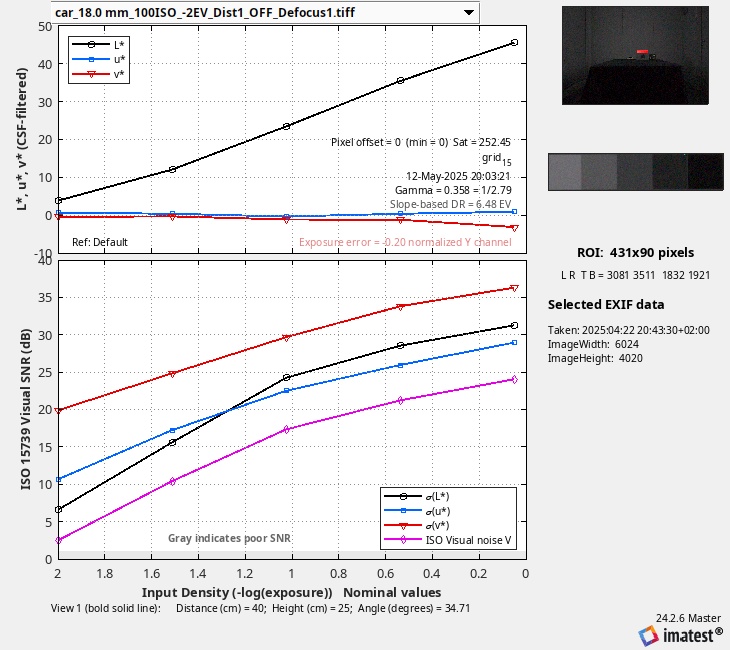 car_18.0 mm_100ISO_-2EV_Dist1_OFF_Defocus1.tiff
50
40
30
20
10
0
-10
L*, u*, v* (CSF-filtered)
L*
u*
v*
Pixel offset = 0 (min = 0) Sat = 252.45
grid15
12-May-2025 20:03:21
Gamma = 0.358 = 1/2.79
Slope-based DR = 6.48 EV
Ref: Default
Exposure error = -0.20 normalized Y channel
40
35
30
25
20
15
10
5
0
ISO 15739 Visual SNR (dB)
σ(L*)
σ(u*)
σ(v*)
ISO Visual noise V
Gray indicates poor SNR
2 1.8 1.6 1.4 1.2 1 0.8 0.6 0.4 0.2 0
Input Density (-log(exposure)) Nominal values
View 1 (bold solid line): Distance (cm) = 40; Height (cm) = 25; Angle (degrees) = 34.71
ROI: 431x90 pixels
L R T B = 3081 3511 1832 1921
Selected EXIF data
Taken: 2025:04:22 20:43:30+02:00
ImageWidth: 6024
ImageHeight: 4020
24.2.6 Master
imatest®